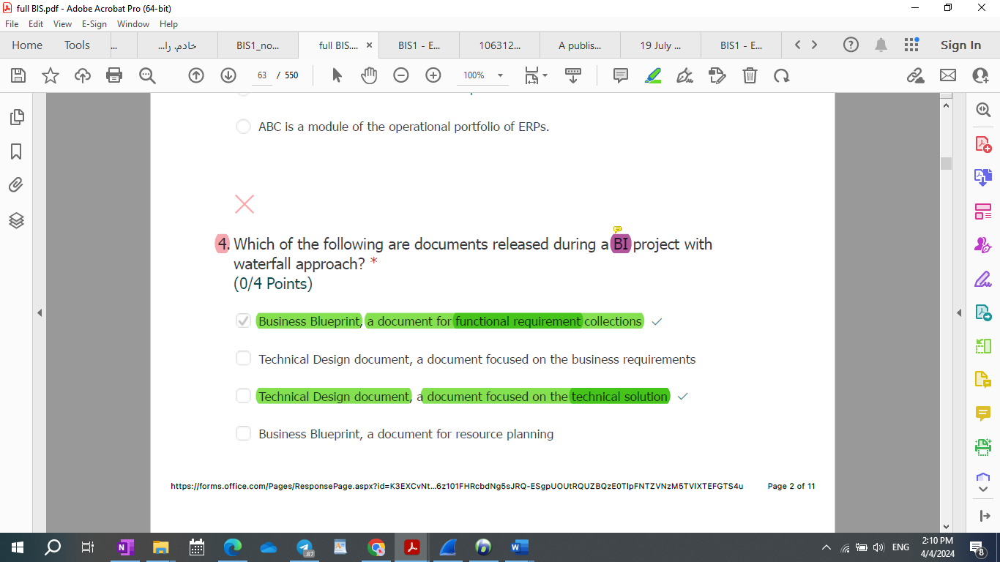 full BIS.pdf - Adobe Acrobat Pro (64-bit)
File Edit View E-Sign Window Help
Home Tools ... خادم. را... BIS1_no... full BIS.... × BIS1 - E... 106312... A publis... 19 July ... BIS1 - E... Sign In
63 / 550 100%
ABC is a module of the operational portfolio of ERPs.
4. Which of the following are documents released during a BI project with
waterfall approach? *
(0/4 Points)
Business Blueprint, a document for functional requirement collections
Technical Design document, a document focused on the business requirements
Technical Design document, a document focused on the technical solution
Business Blueprint, a document for resource planning
https://forms.office.com/Pages/ResponsePage.aspx?id=K3EXCvNt...6z101FHRcbdNg5sJRQ-ESgpUOUtRQUZBQzE0TIpFNTZVNzM5TVIXTEFGTS4u Page 2 of 11
.87
ENG
2:10 PM
4/4/2024
8